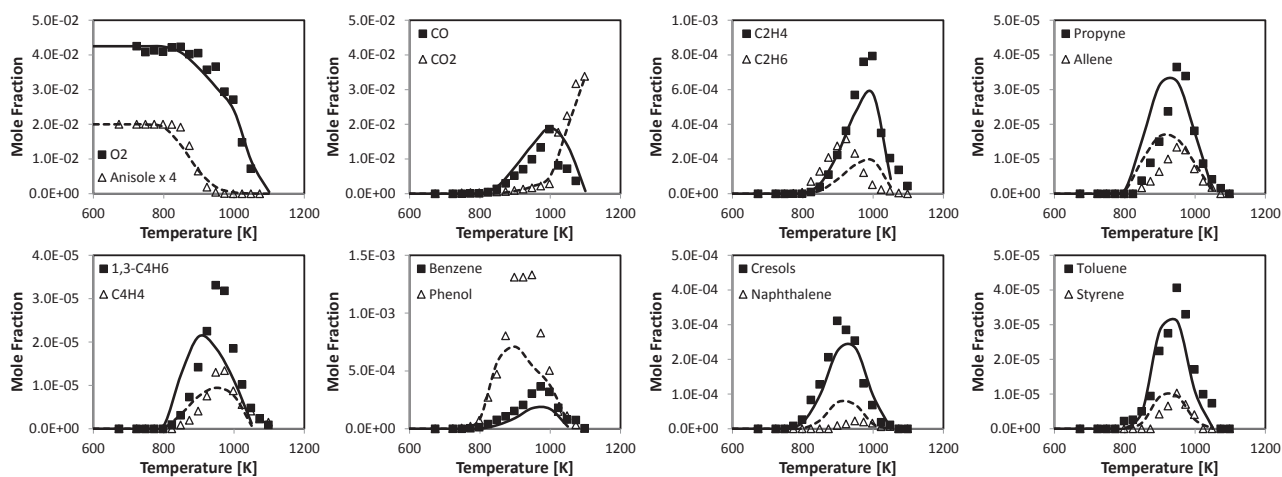 5.0E-02
4.0E-02
3.0E-02
2.0E-02
1.0E-02
0.0E+00
Mole Fraction
O2
Anisole x 4
600 800 1000 1200
Temperature [K]
5.0E-02
4.0E-02
3.0E-02
2.0E-02
1.0E-02
0.0E+00
Mole Fraction
CO
CO2
600 800 1000 1200
Temperature [K]
1.0E-03
8.0E-04
6.0E-04
4.0E-04
2.0E-04
0.0E+00
Mole Fraction
C2H4
C2H6
600 800 1000 1200
Temperature [K]
5.0E-05
4.0E-05
3.0E-05
2.0E-05
1.0E-05
0.0E+00
Mole Fraction
Propyne
Allene
600 800 1000 1200
Temperature [K]
4.0E-05
3.0E-05
2.0E-05
1.0E-05
0.0E+00
Mole Fraction
1,3-C4H6
C4H4
600 800 1000 1200
Temperature [K]
1.5E-03
1.0E-03
5.0E-04
0.0E+00
Mole Fraction
Benzene
Phenol
600 800 1000 1200
Temperature [K]
5.0E-04
4.0E-04
3.0E-04
2.0E-04
1.0E-04
0.0E+00
Mole Fraction
Cresols
Naphthalene
600 800 1000 1200
Temperature [K]
5.0E-05
4.0E-05
3.0E-05
2.0E-05
1.0E-05
0.0E+00
Mole Fraction
Toluene
Styrene
600 800 1000 1200
Temperature [K]